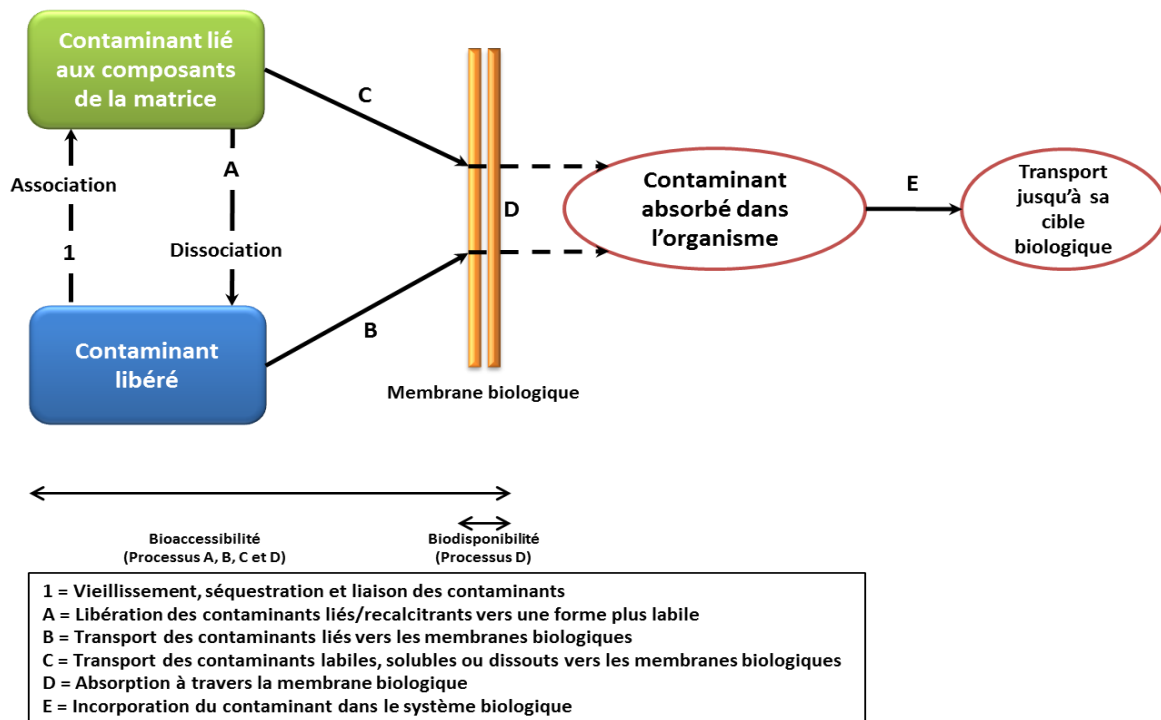 Contaminant lié
aux composants
de la matrice
C
Association
A
1
Dissociation
D
Contaminant
absorbé dans
l'organisme
E
Transport
jusqu'à sa
cible
biologique
Contaminant
libéré
B
Membrane biologique
Bioaccessibilité
(Processus A, B, C et D)
Biodisponibilité
(Processus D)
1 = Vieillissement, séquestration et liaison des contaminants
A = Libération des contaminants liés/recalcitrants vers une forme plus labile
B = Transport des contaminants liés vers les membranes biologiques
C = Transport des contaminants labiles, solubles ou dissouts vers les membranes biologiques
D = Absorption à travers la membrane biologique
E = Incorporation du contaminant dans le système biologique